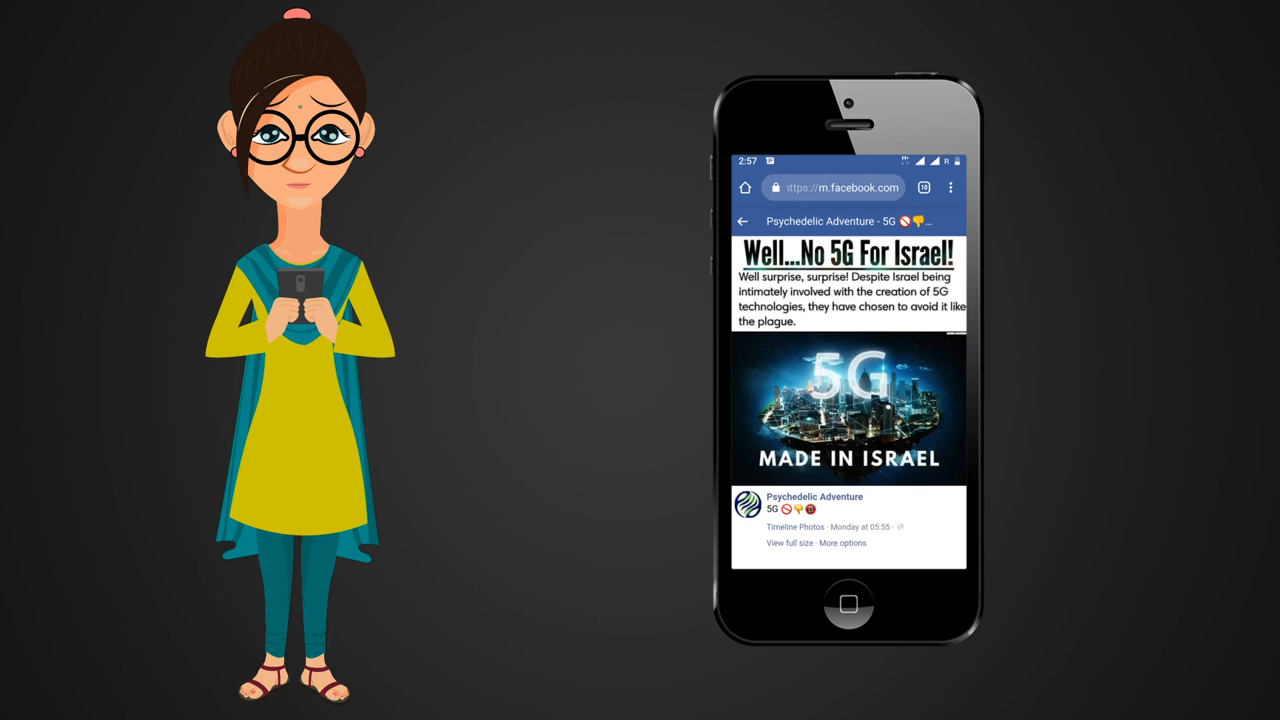 2:57
H+
R
https://m.facebook.com
19
Psychedelic Adventure - 5G 🚫👎...
Well...No 5G For Israel!
Well surprise, surprise! Despite Israel being
intimately involved with the creation of 5G
technologies, they have chosen to avoid it like
the plague.
5G
MADE IN ISRAEL
Psychedelic Adventure
5G 🚫👎📵
Timeline Photos · Monday at 05:55 ·
View full size · More options